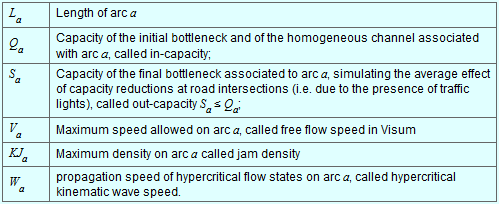 L_a Length of arc a
Q_a Capacity of the initial bottleneck and of the homogeneous channel associated
with arc a, called in-capacity;
S_a Capacity of the final bottleneck associated to arc a, simulating the average effect
of capacity reductions at road intersections (i.e. due to the presence of traffic
lights), called out-capacity S_a ≤ Q_a;
V_a Maximum speed allowed on arc a, called free flow speed in Visum
KJ_a Maximum density on arc a called jam density
W_a propagation speed of hypercritical flow states on arc a, called hypercritical
kinematic wave speed.